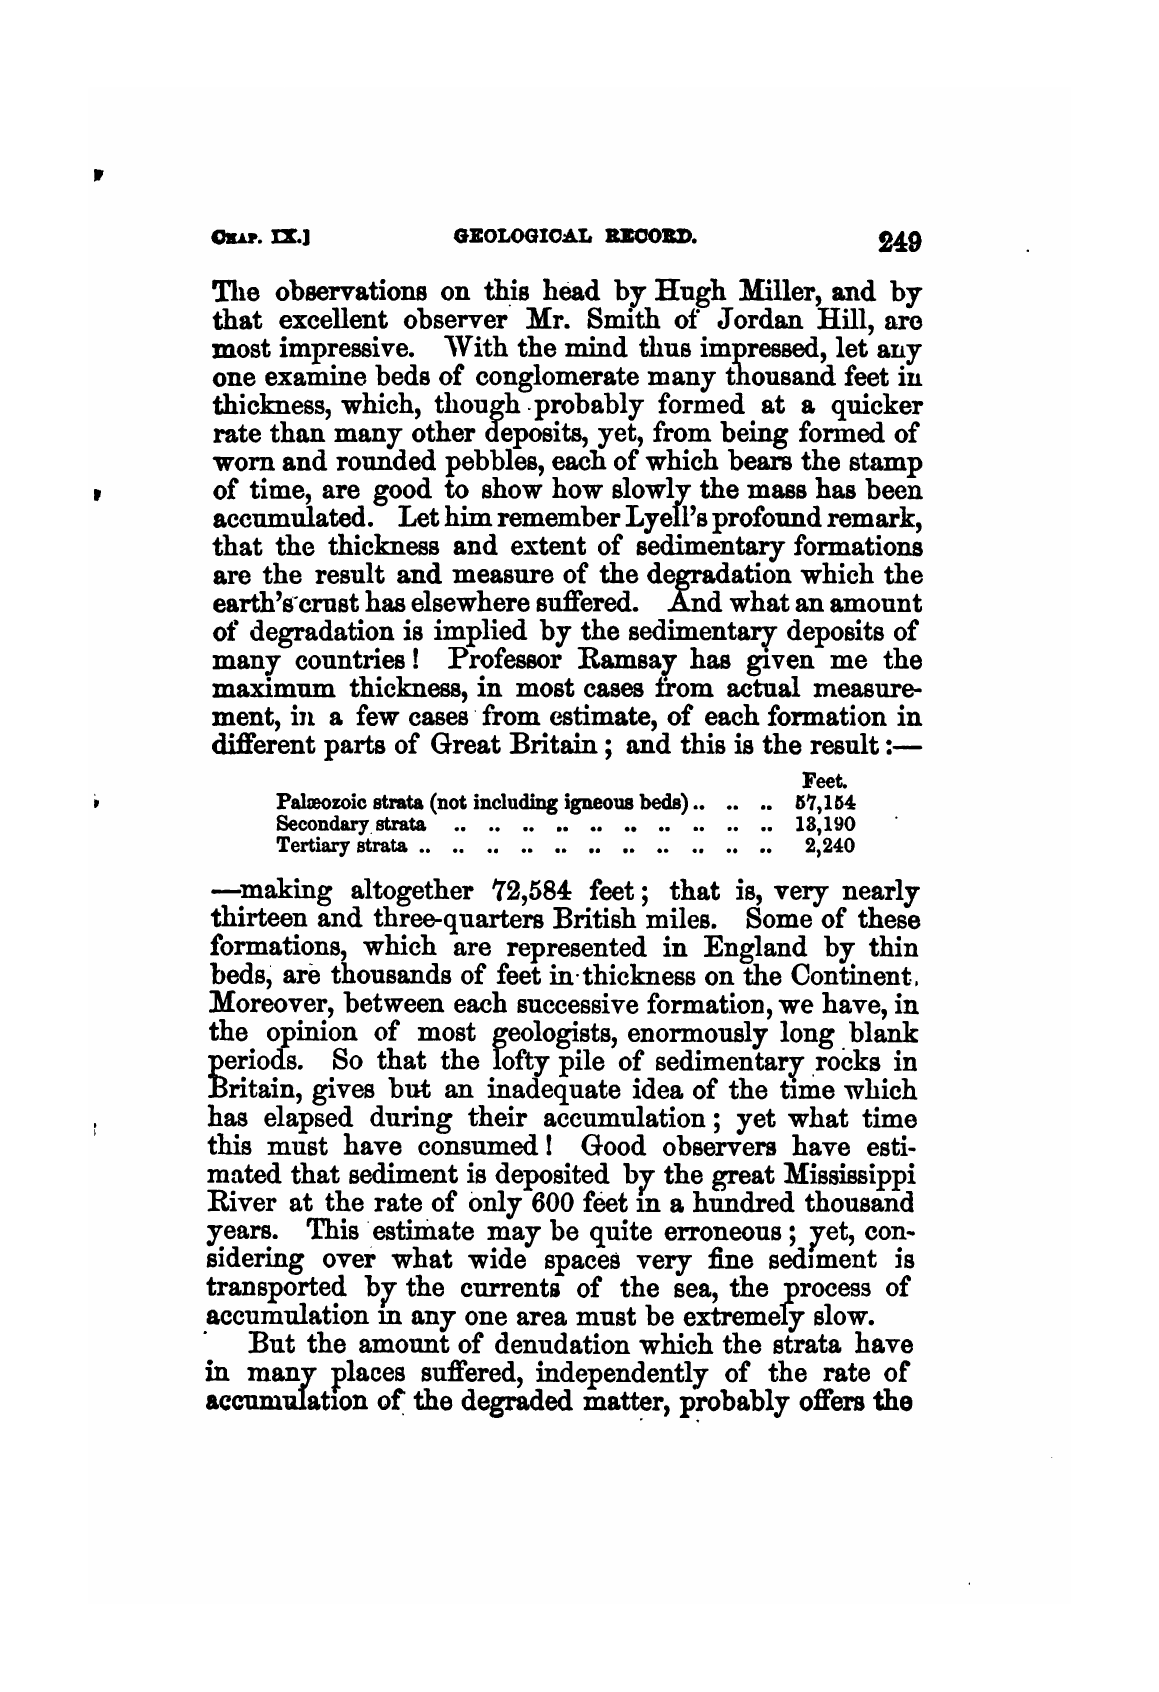 CHAP. IX.] GEOLOGICAL RECORD. 249
The observations on this head by Hugh Miller, and by
that excellent observer Mr. Smith of Jordan Hill, are
most impressive. With the mind thus impressed, let any
one examine beds of conglomerate many thousand feet in
thickness, which, though probably formed at a quicker
rate than many other deposits, yet, from being formed of
worn and rounded pebbles, each of which bears the stamp
of time, are good to show how slowly the mass has been
accumulated. Let him remember Lyell's profound remark,
that the thickness and extent of sedimentary formations
are the result and measure of the degradation which the
earth's crust has elsewhere suffered. And what an amount
of degradation is implied by the sedimentary deposits of
many countries! Professor Ramsay has given me the
maximum thickness, in most cases from actual measure-
ment, in a few cases from estimate, of each formation in
different parts of Great Britain; and this is the result:—
Feet.
Palæozoic strata (not including igneous beds) .. .. .. 57,154
Secondary strata .. .. .. .. .. .. .. .. .. .. 13,190
Tertiary strata .. .. .. .. .. .. .. .. .. .. .. 2,240
—making altogether 72,584 feet; that is, very nearly
thirteen and three-quarters British miles. Some of these
formations, which are represented in England by thin
beds, are thousands of feet in thickness on the Continent.
Moreover, between each successive formation, we have, in
the opinion of most geologists, enormously long blank
periods. So that the lofty pile of sedimentary rocks in
Britain, gives but an inadequate idea of the time which
has elapsed during their accumulation; yet what time
this must have consumed! Good observers have esti-
mated that sediment is deposited by the great Mississippi
River at the rate of only 600 feet in a hundred thousand
years. This estimate may be quite erroneous; yet, con-
sidering over what wide spaces very fine sediment is
transported by the currents of the sea, the process of
accumulation in any one area must be extremely slow.
But the amount of denudation which the strata have
in many places suffered, independently of the rate of
accumulation of the degraded matter, probably offers the